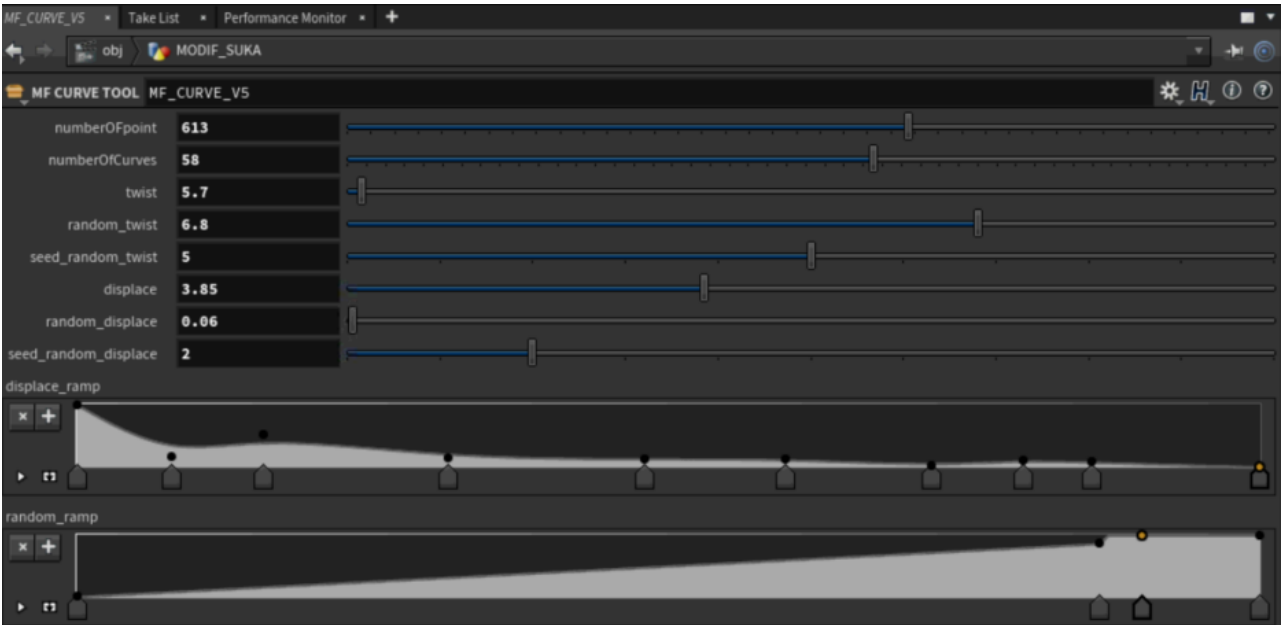 MF_CURVE_V5 Take List Performance Monitor
obj MODIF_SUKA
MF CURVE TOOL MF_CURVE_V5
numberOFpoint 613
numberOfCurves 58
twist 5.7
random_twist 6.8
seed_random_twist 5
displace 3.85
random_displace 0.06
seed_random_displace 2
displace_ramp
random_ramp